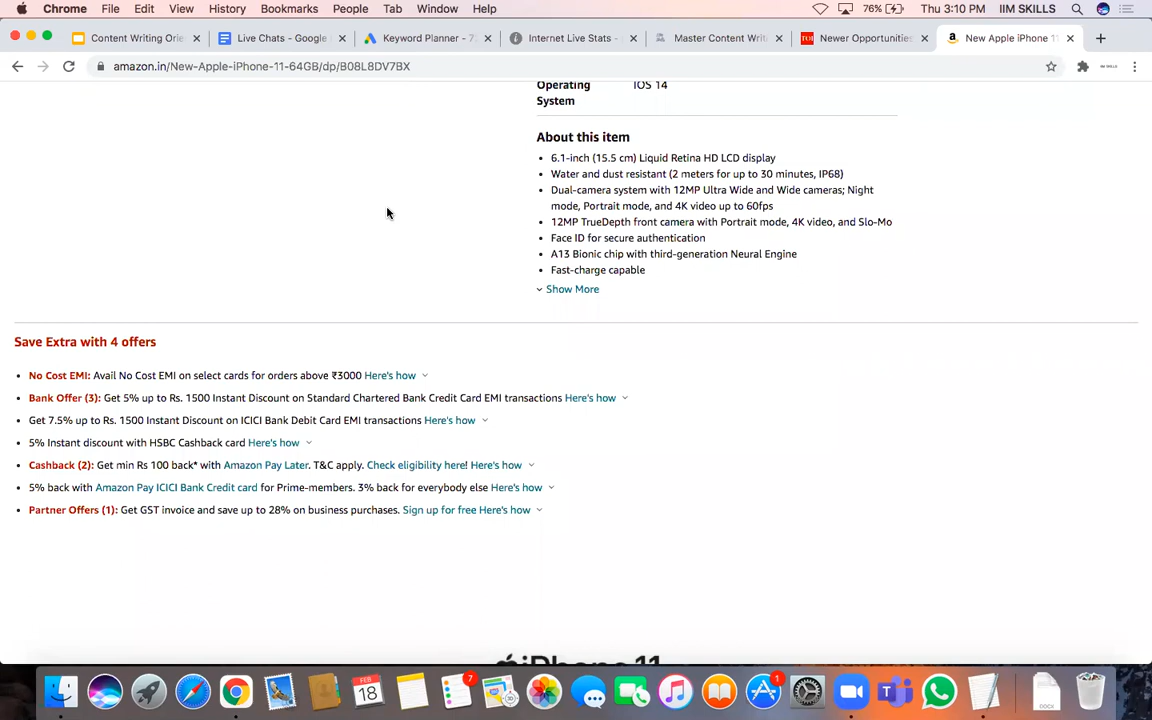 Chrome File Edit View History Bookmarks People Tab Window Help 76% Thu 3:10 PM IIM SKILLS
Content Writing Orie Live Chats - Google Keyword Planner - 7 Internet Live Stats - Master Content Writi TOI Newer Opportunities New Apple iPhone 11
amazon.in/New-Apple-iPhone-11-64GB/dp/B08L8DV7BX
Operating IOS 14
System
About this item
• 6.1-inch (15.5 cm) Liquid Retina HD LCD display
• Water and dust resistant (2 meters for up to 30 minutes, IP68)
• Dual-camera system with 12MP Ultra Wide and Wide cameras; Night
mode, Portrait mode, and 4K video up to 60fps
• 12MP TrueDepth front camera with Portrait mode, 4K video, and Slo-Mo
• Face ID for secure authentication
• A13 Bionic chip with third-generation Neural Engine
• Fast-charge capable
Show More
Save Extra with 4 offers
• No Cost EMI: Avail No Cost EMI on select cards for orders above ₹3000 Here's how
• Bank Offer (3): Get 5% up to Rs. 1500 Instant Discount on Standard Chartered Bank Credit Card EMI transactions Here's how
• Get 7.5% up to Rs. 1500 Instant Discount on ICICI Bank Debit Card EMI transactions Here's how
• 5% Instant discount with HSBC Cashback card Here's how
• Cashback (2): Get min Rs 100 back* with Amazon Pay Later. T&C apply. Check eligibility here! Here's how
• 5% back with Amazon Pay ICICI Bank Credit card for Prime-members. 3% back for everybody else Here's how
• Partner Offers (1): Get GST invoice and save up to 28% on business purchases. Sign up for free Here's how
iPhone 11
FEB 18 7 1 DOCX